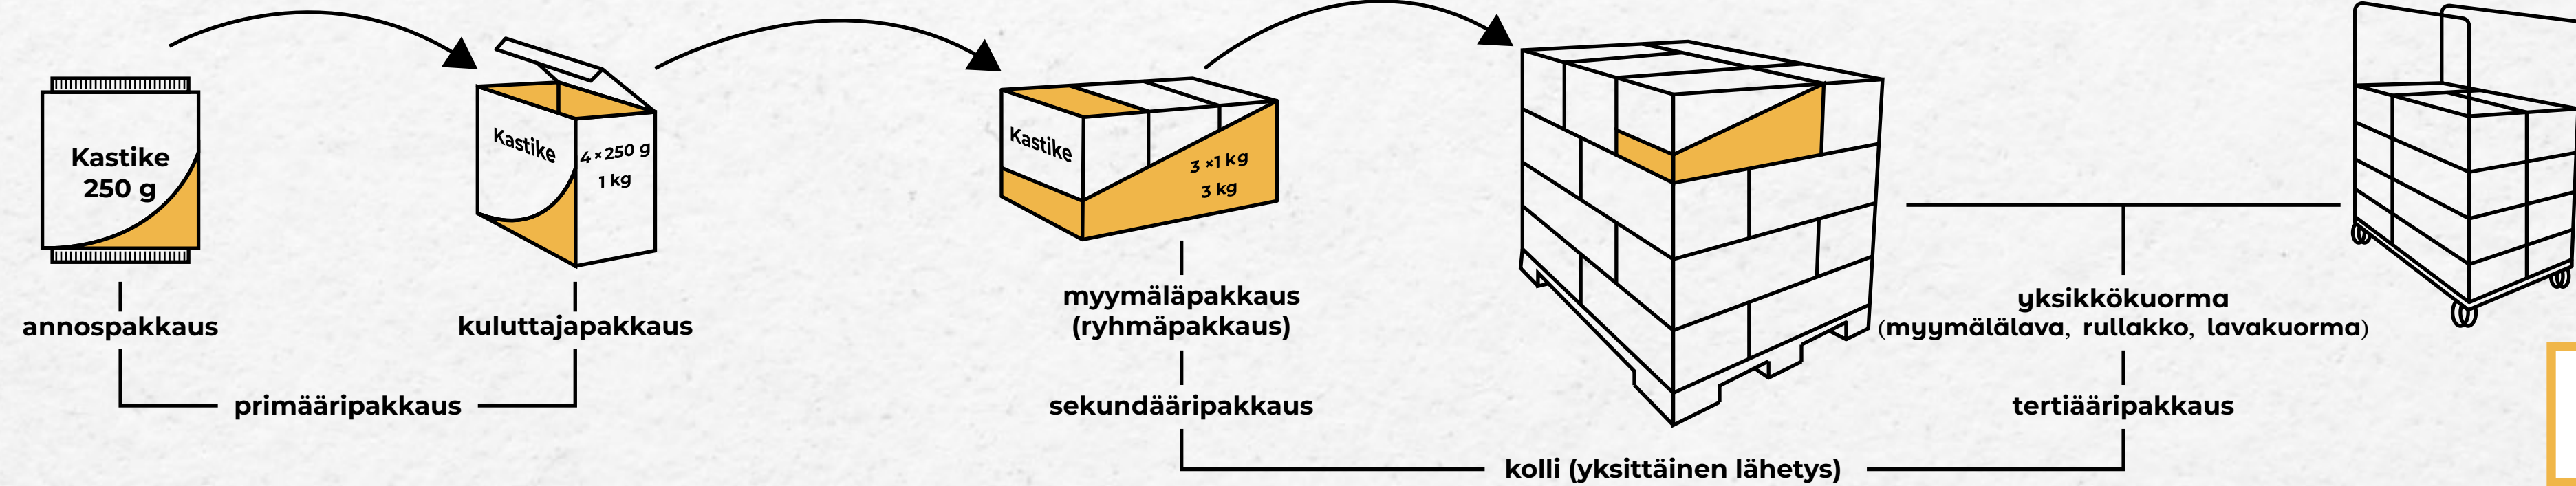 Kastike
250 g
Kastike
4×250 g
1 kg
Kastike
3 ×1 kg
3 kg
annospakkaus
kuluttajapakkaus
primääripakkaus
myymäläpakkaus
(ryhmäpakkaus)
sekundääripakkaus
yksikkökuorma
(myymälälava, rullakko, lavakuorma)
tertiääripakkaus
kolli (yksittäinen lähetys)